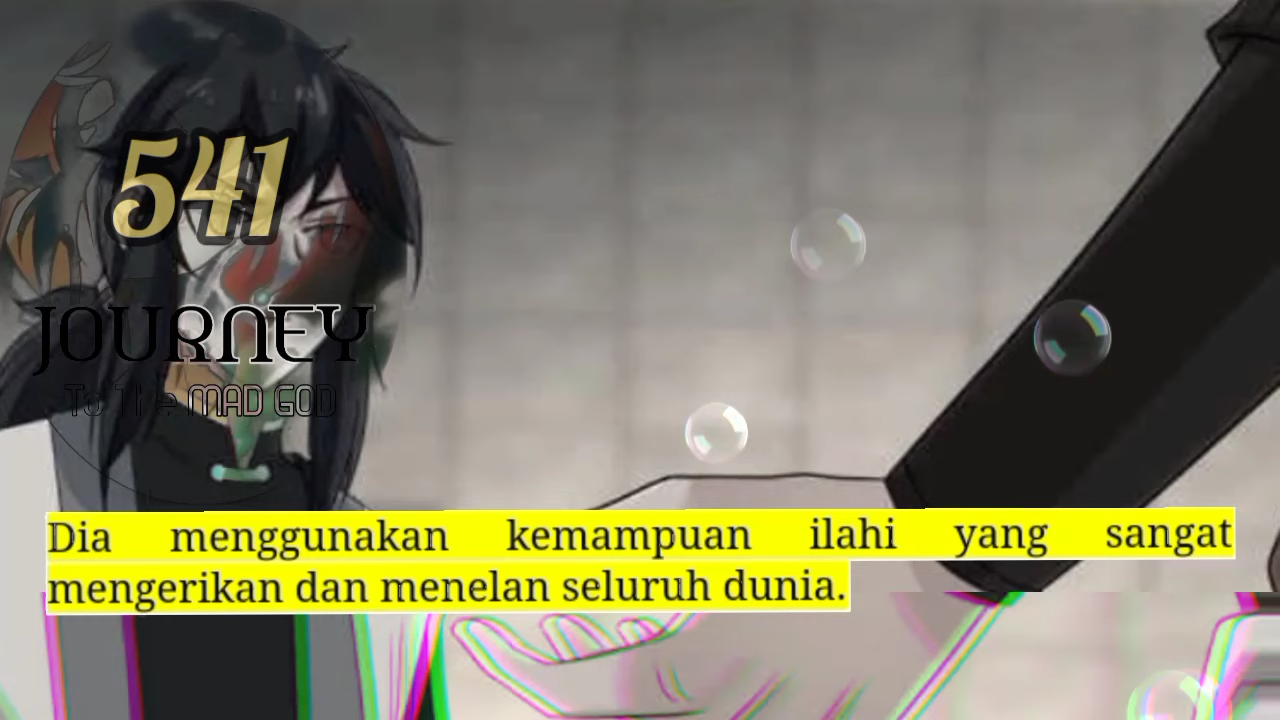 541
JOURNEY
To The MAD GOD
Dia menggunakan kemampuan ilahi yang sangat
mengerikan dan menelan seluruh dunia.